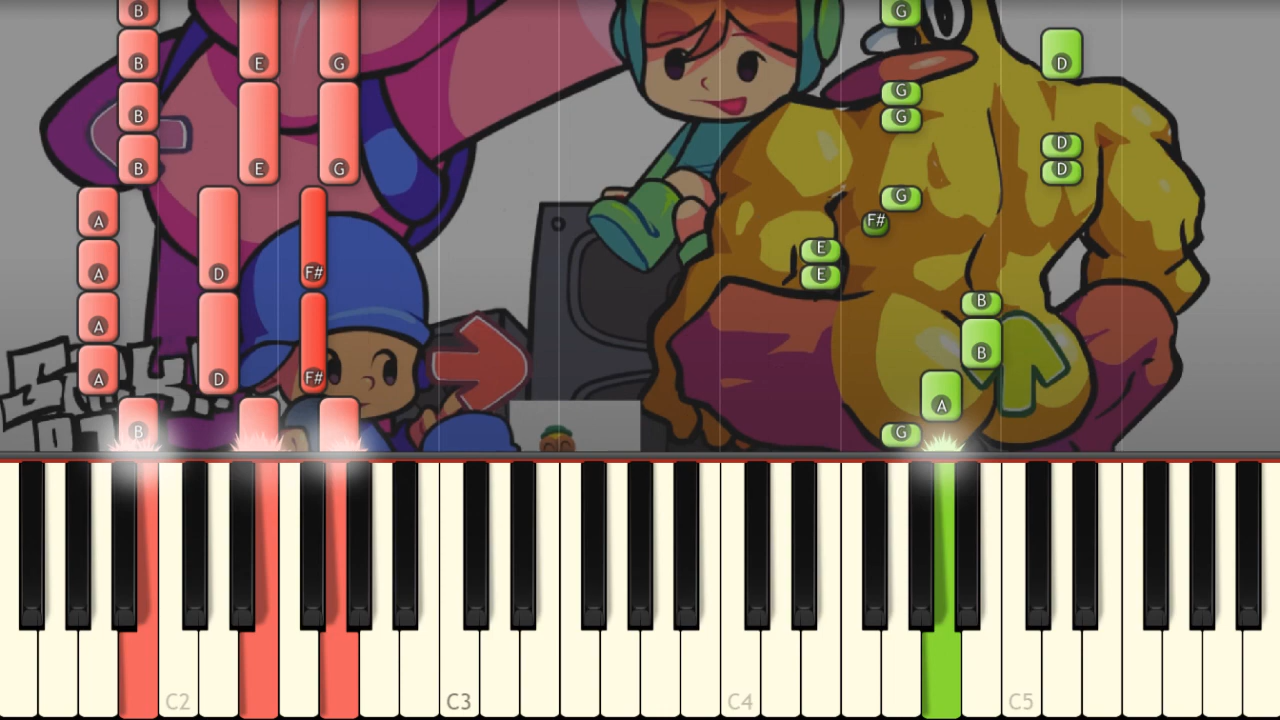 B G
B E G D
B G
G
B E G D
D
A G
F#
A D F# E
E
B
A
B
A D F# A
B G
C2 C3 C4 C5